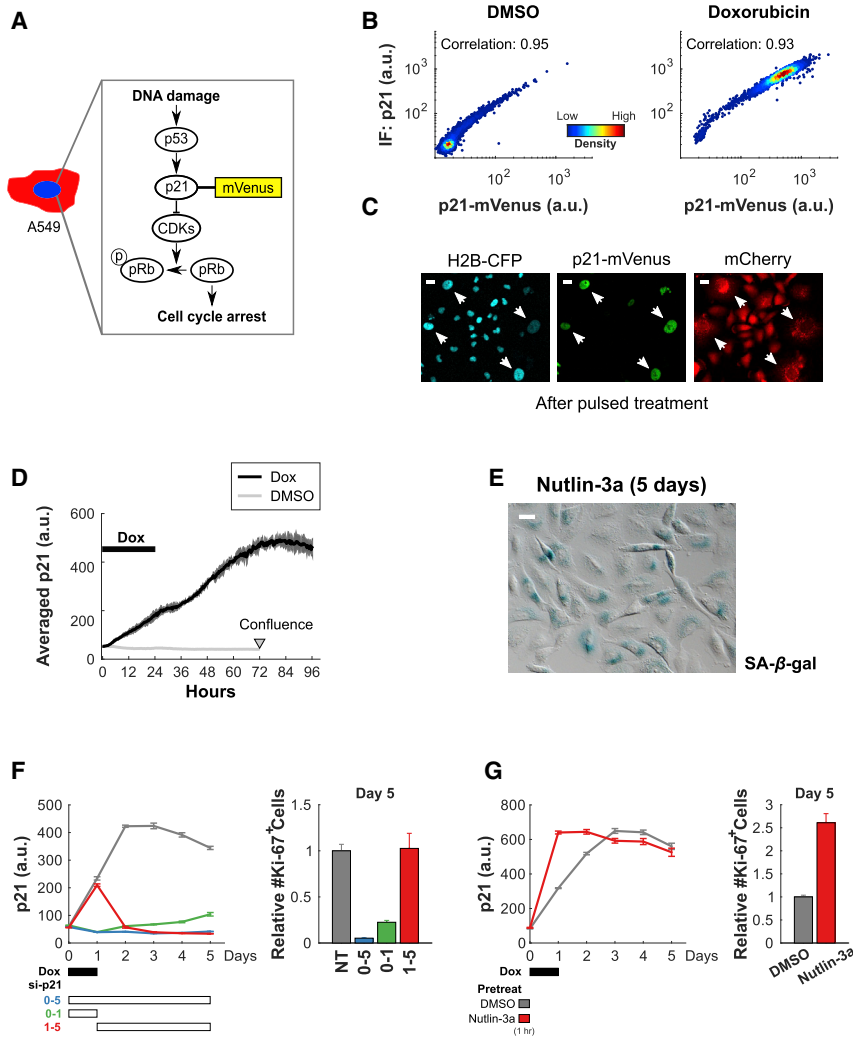 A
DNA damage
p53
p21
mVenus
CDKs
p
pRb
pRb
Cell cycle arrest
A549
B
DMSO
Doxorubicin
IF: p21 (a.u.)
Correlation: 0.95
10³
10²
Low
High
Density
10²
10³
p21-mVenus (a.u.)
Correlation: 0.93
10³
10²
10²
10³
p21-mVenus (a.u.)
C
H2B-CFP
p21-mVenus
mCherry
After pulsed treatment
D
Dox
DMSO
Averaged p21 (a.u.)
600
400
200
0
Dox
Confluence
0 12 24 36 48 60 72 84 96
Hours
E
Nutlin-3a (5 days)
SA-β-gal
F
p21 (a.u.)
500
400
300
200
100
0
0 1 2 3 4 5 Days
Dox
si-p21
0-5
0-1
1-5
Day 5
Relative #Ki-67⁺Cells
1.5
1
0.5
0
NT
0-5
0-1
1-5
G
p21 (a.u.)
800
600
400
200
0
0 1 2 3 4 5 Days
Dox
Pretreat
DMSO
Nutlin-3a
(1 hr)
Day 5
Relative #Ki-67⁺Cells
3
2.5
2
1.5
1
0.5
0
DMSO
Nutlin-3a